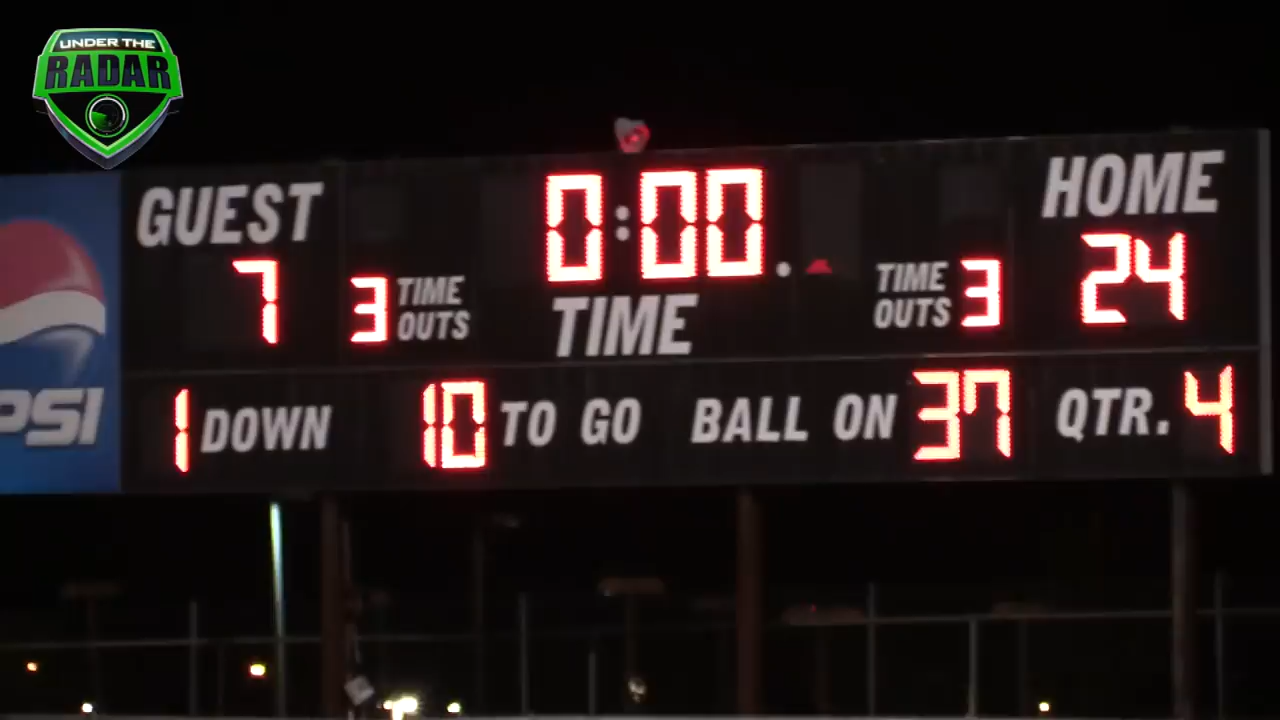 UNDER THE
RADAR
GUEST
0:00.
HOME
7
3 TIME OUTS
TIME
TIME OUTS 3
24
PSI
1 DOWN 10 TO GO BALL ON 37 QTR. 4